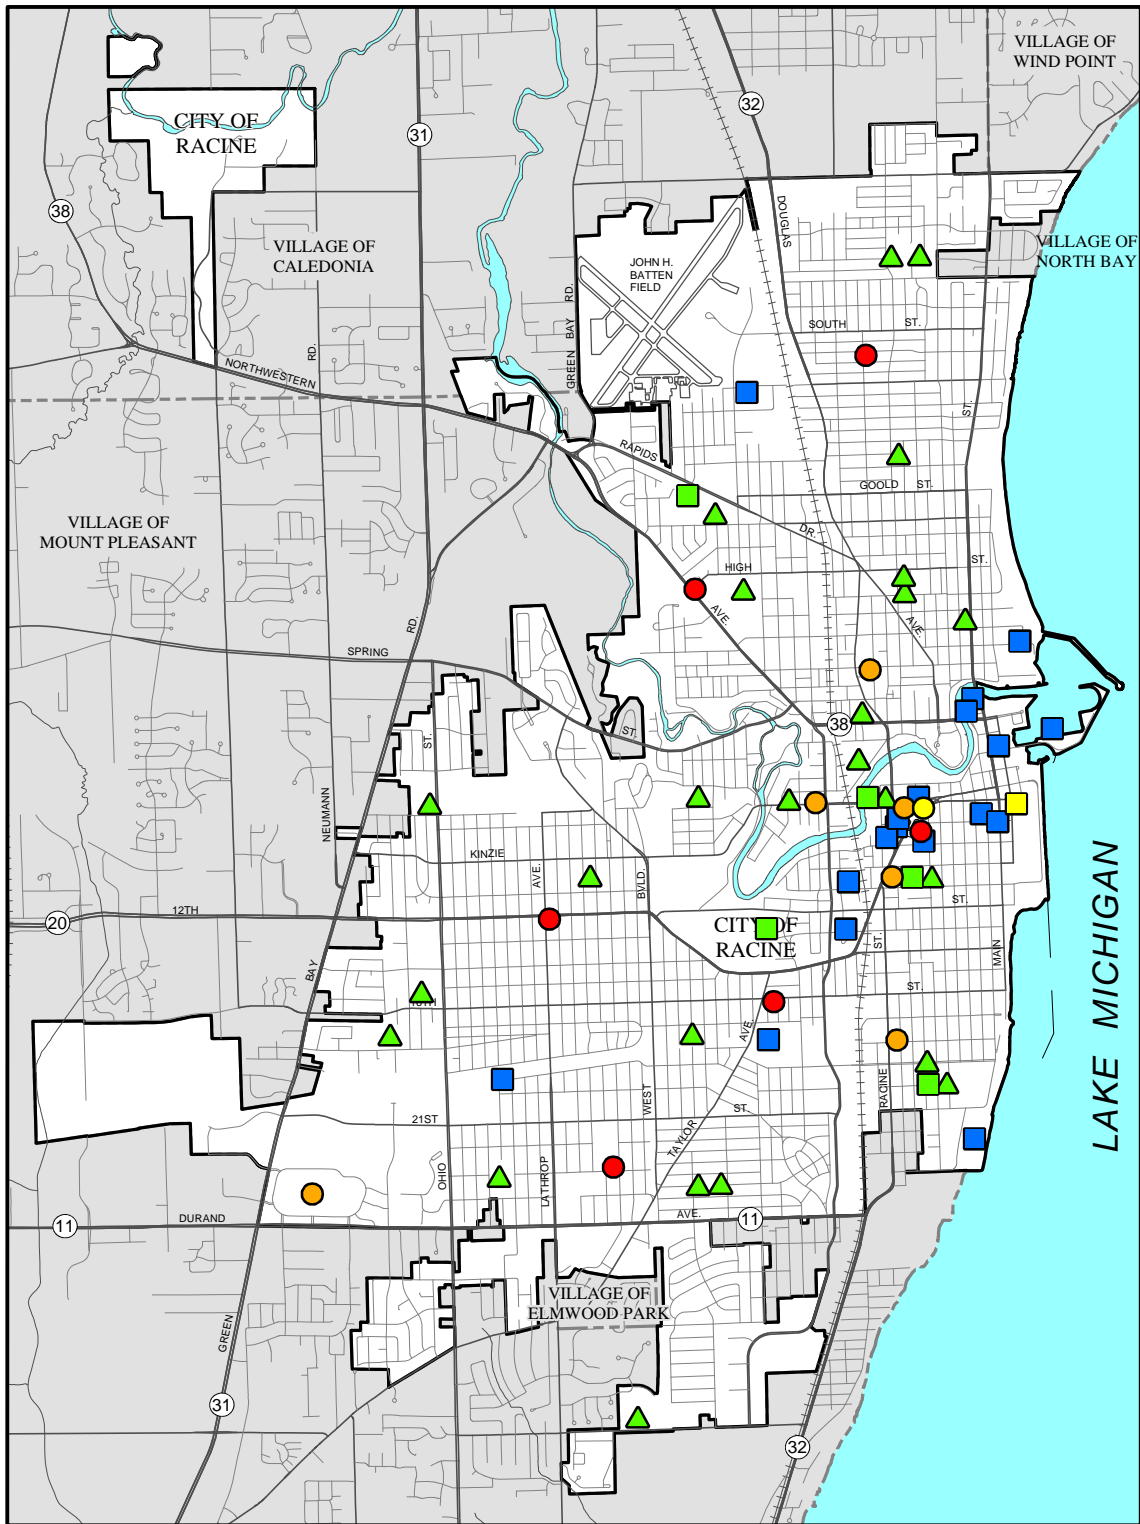 VILLAGE OF
WIND POINT
32
CITY OF
RACINE
31
38
DOUGLAS
VILLAGE OF
CALEDONIA
VILLAGE OF
NORTH BAY
JOHN H.
BATTEN
FIELD
GREEN BAY RD.
SOUTH ST.
RD.
NORTHWESTERN
ST.
RAPIDS
GOOLD ST.
VILLAGE OF
MOUNT PLEASANT
DR.
HIGH ST.
AVE.
AVE.
RD.
SPRING
ST.
38
ST.
NEUMANN
KINZIE
AVE.
BVLD.
LAKE MICHIGAN
12TH
ST.
20
CITY OF
RACINE
ST.
MAIN
BAY
ST.
AVE.
RACINE
WEST
21ST
ST.
TAYLOR
OHIO
LATHROP
11
DURAND
AVE.
11
VILLAGE OF
ELMWOOD PARK
GREEN
31
32